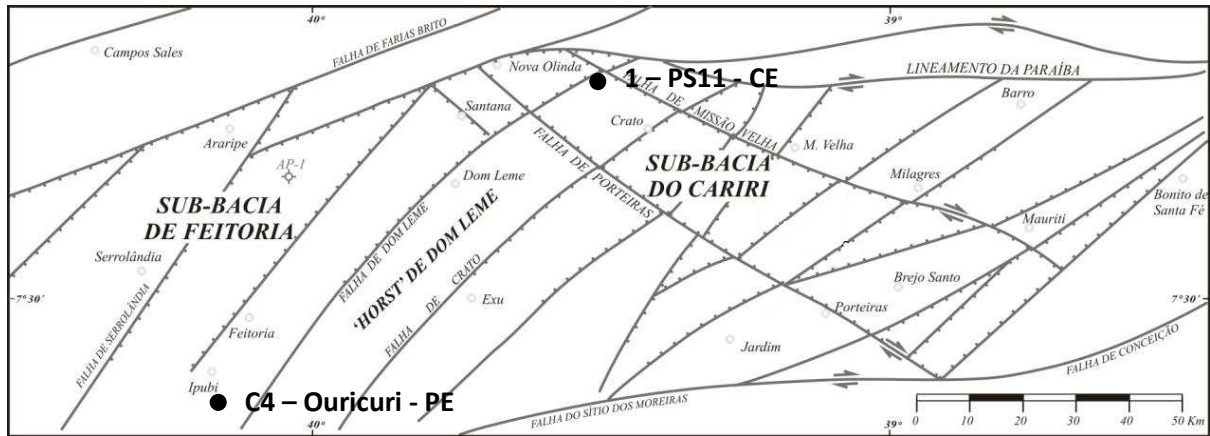 40°
39°
Campos Sales
FALHA DE FARIAS BRITO
Nova Olinda
1 – PS11 - CE
LINEAMENTO DA PARAÍBA
Barro
Santana
FALHA DE MISSÃO VELHA
Araripe
Crato
M. Velha
AP-1
FALHA DE PORTEIRAS
SUB-BACIA
DO CARIRI
Dom Leme
Milagres
Bonito de
Santa Fé
SUB-BACIA
DE FEITORIA
Mauriti
FALHA DE DOM LEME
'HORST' DE DOM LEME
Serrolândia
Brejo Santo
7°30'
FALHA DE SERROLÂNDIA
FALHA DE CRATO
Exu
7°30'
Porteiras
Feitoria
Jardim
FALHA DE CONCEIÇÃO
Ipubi
C4 – Ouricuri - PE
FALHA DO SÍTIO DOS MOREIRAS
0 10 20 30 40 50 Km